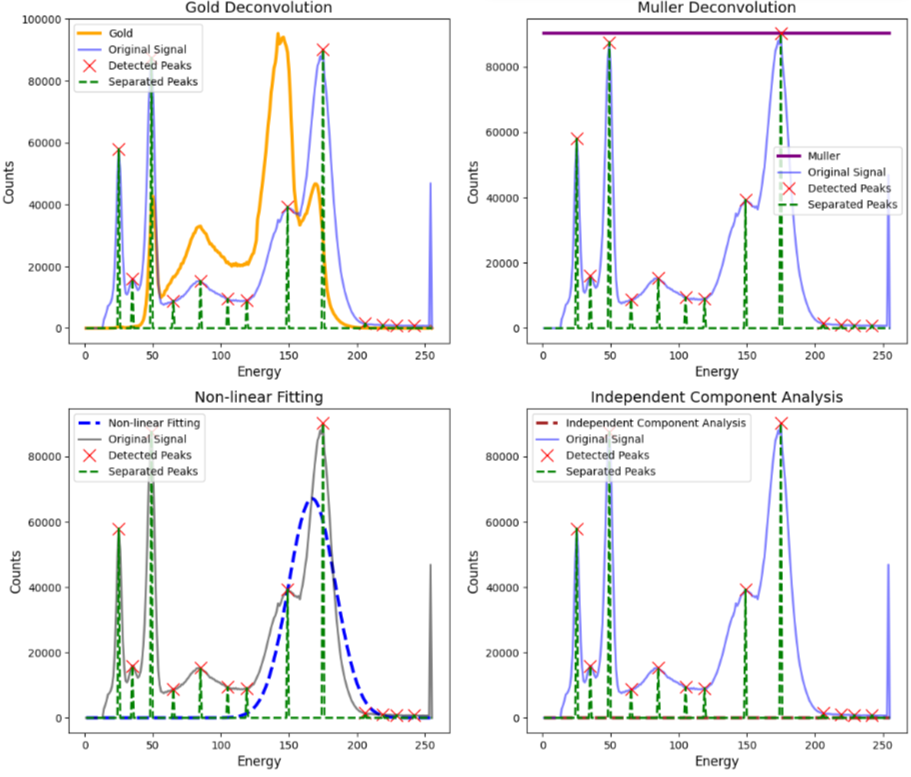 Gold Deconvolution
100000
80000
60000
40000
20000
0
Counts
0 50 100 150 200 250
Energy
Gold
Original Signal
Detected Peaks
Separated Peaks
Muller Deconvolution
80000
60000
40000
20000
0
Counts
0 50 100 150 200 250
Energy
Muller
Original Signal
Detected Peaks
Separated Peaks
Non-linear Fitting
80000
60000
40000
20000
0
Counts
0 50 100 150 200 250
Energy
Non-linear Fitting
Original Signal
Detected Peaks
Separated Peaks
Independent Component Analysis
80000
60000
40000
20000
0
Counts
0 50 100 150 200 250
Energy
Independent Component Analysis
Original Signal
Detected Peaks
Separated Peaks